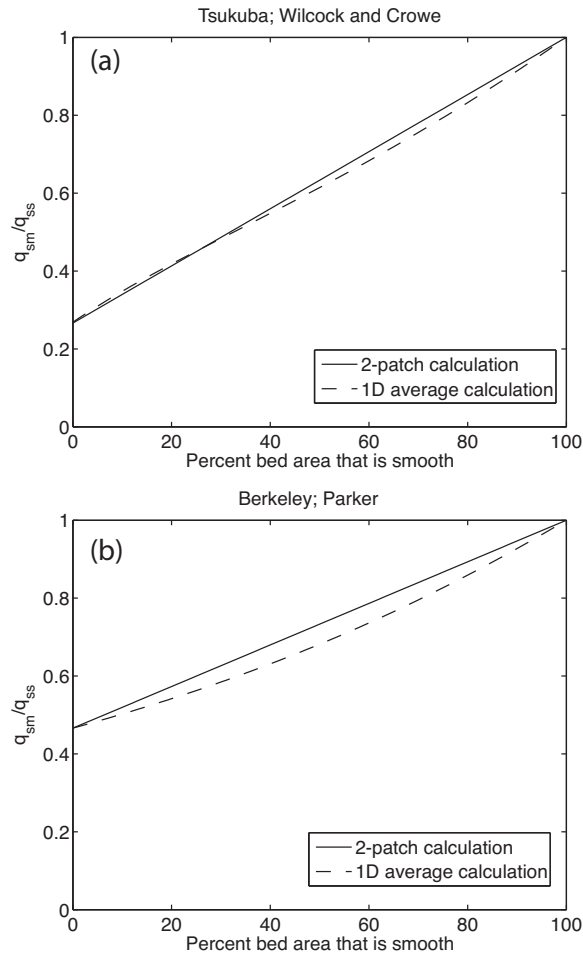 Tsukuba; Wilcock and Crowe
(a)
1
0.8
0.6
0.4
0.2
0
q_sm/q_ss
2-patch calculation
1D average calculation
0 20 40 60 80 100
Percent bed area that is smooth
Berkeley; Parker
(b)
1
0.8
0.6
0.4
0.2
0
q_sm/q_ss
2-patch calculation
1D average calculation
0 20 40 60 80 100
Percent bed area that is smooth